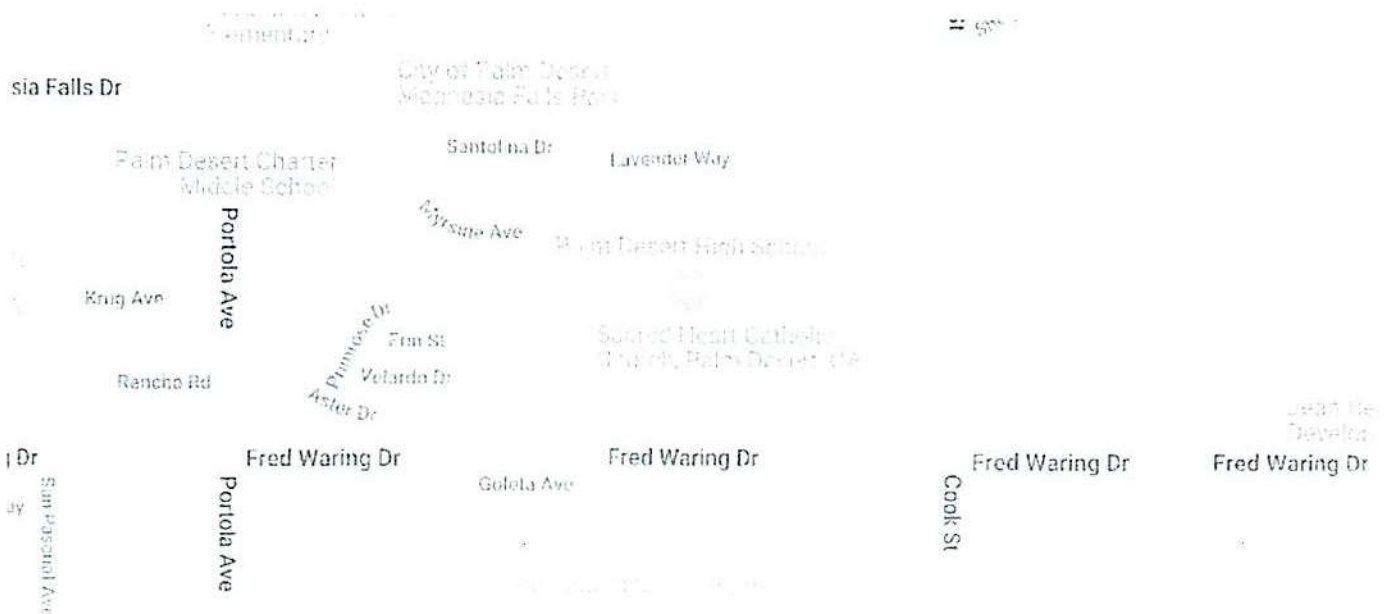 sia Falls Dr
City of Palm Desert
Magnesia Falls Park
Santolina Dr
Lavender Way
Palm Desert Charter
Middle School
Portola Ave
Myrsine Ave
Palm Desert High School
Krug Ave
Primrose Dr
Erin St
Sacred Heart Catholic
Church, Palm Desert, CA
Rancho Rd
Velardo Dr
Aster Dr
g Dr
Fred Waring Dr
Fred Waring Dr
Fred Waring Dr
Fred Waring Dr
San Pascual Ave
Portola Ave
Goleta Ave
Cook St